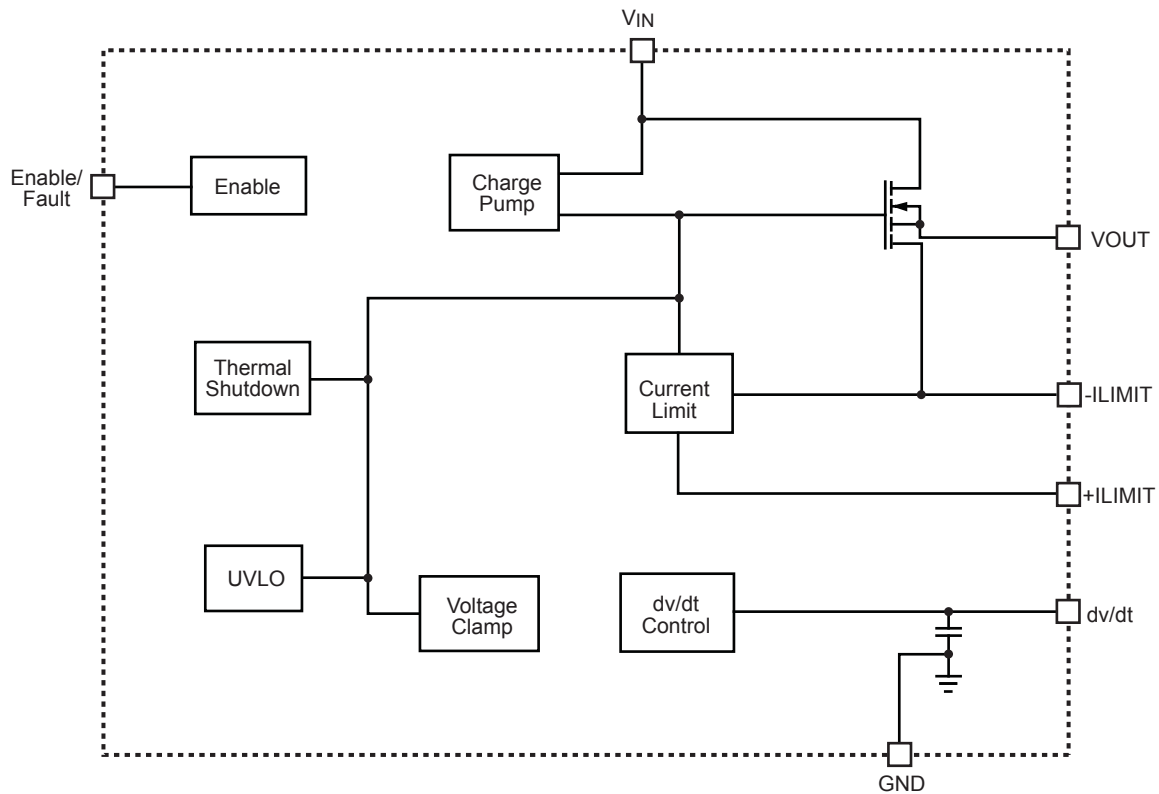 VIN
Enable/
Fault
Enable
Charge
Pump
VOUT
Thermal
Shutdown
Current
Limit
-ILIMIT
+ILIMIT
UVLO
Voltage
Clamp
dv/dt
Control
dv/dt
GND